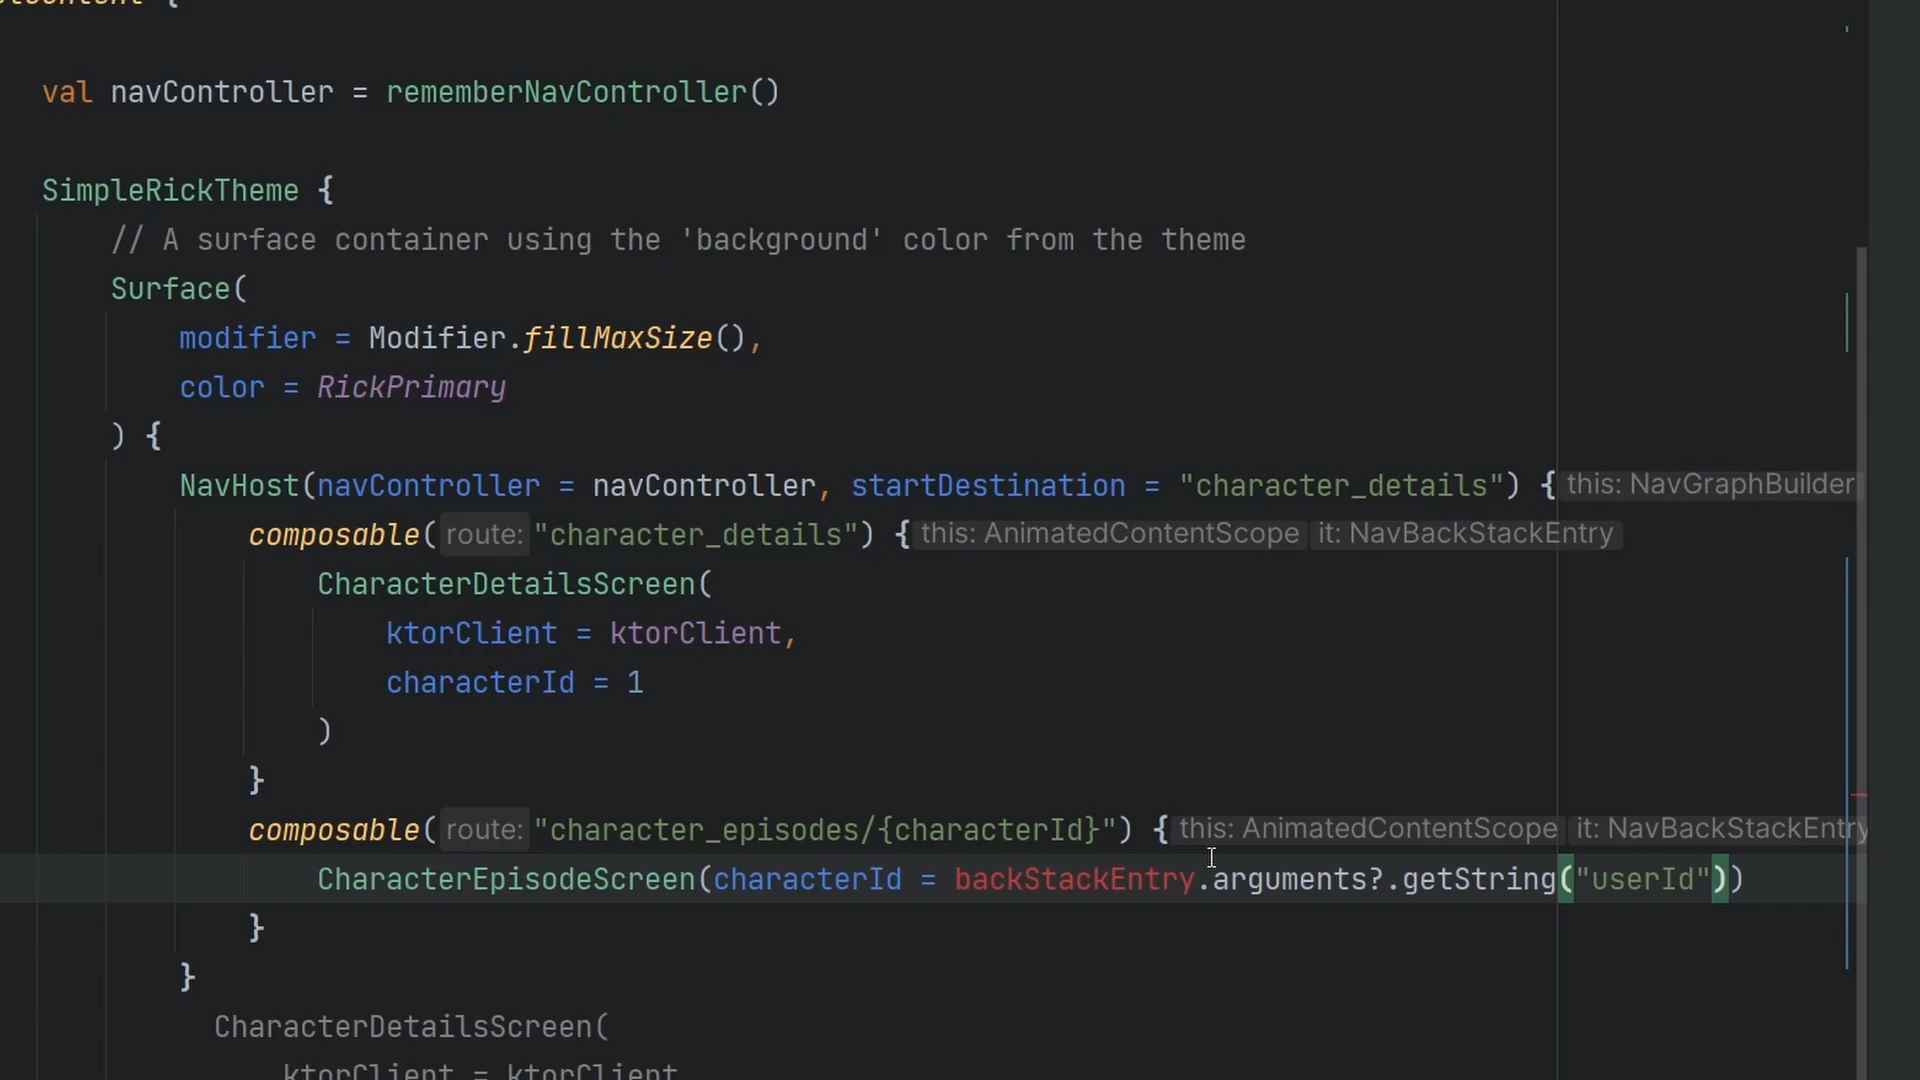 val navController = rememberNavController()
SimpleRickTheme {
// A surface container using the 'background' color from the theme
Surface(
modifier = Modifier.fillMaxSize(),
color = RickPrimary
) {
NavHost(navController = navController, startDestination = "character_details") { this: NavGraphBuilder
composable( route: "character_details") { this: AnimatedContentScope it: NavBackStackEntry
CharacterDetailsScreen(
ktorClient = ktorClient,
characterId = 1
)
}
composable( route: "character_episodes/{characterId}") { this: AnimatedContentScope it: NavBackStackEntry
CharacterEpisodeScreen(characterId = backStackEntry.arguments?.getString("userId"))
}
}
CharacterDetailsScreen(
ktorClient = ktorClient